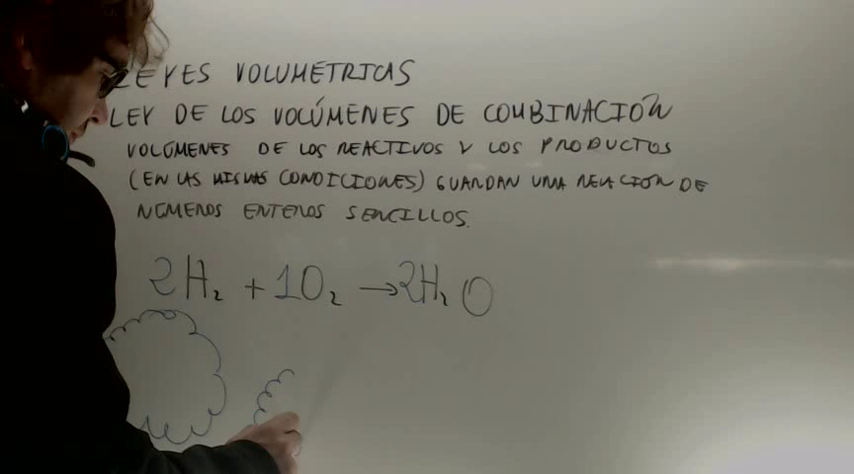 LEYES VOLUMÉTRICAS
LEY DE LOS VOLÚMENES DE COMBINACIÓN
VOLÚMENES DE LOS REACTIVOS Y LOS PRODUCTOS
(EN LAS MISMAS CONDICIONES) GUARDAN UNA RELACIÓN DE
NÚMEROS ENTEROS SENCILLOS.
2H₂ + 1O₂ → 2H₂O